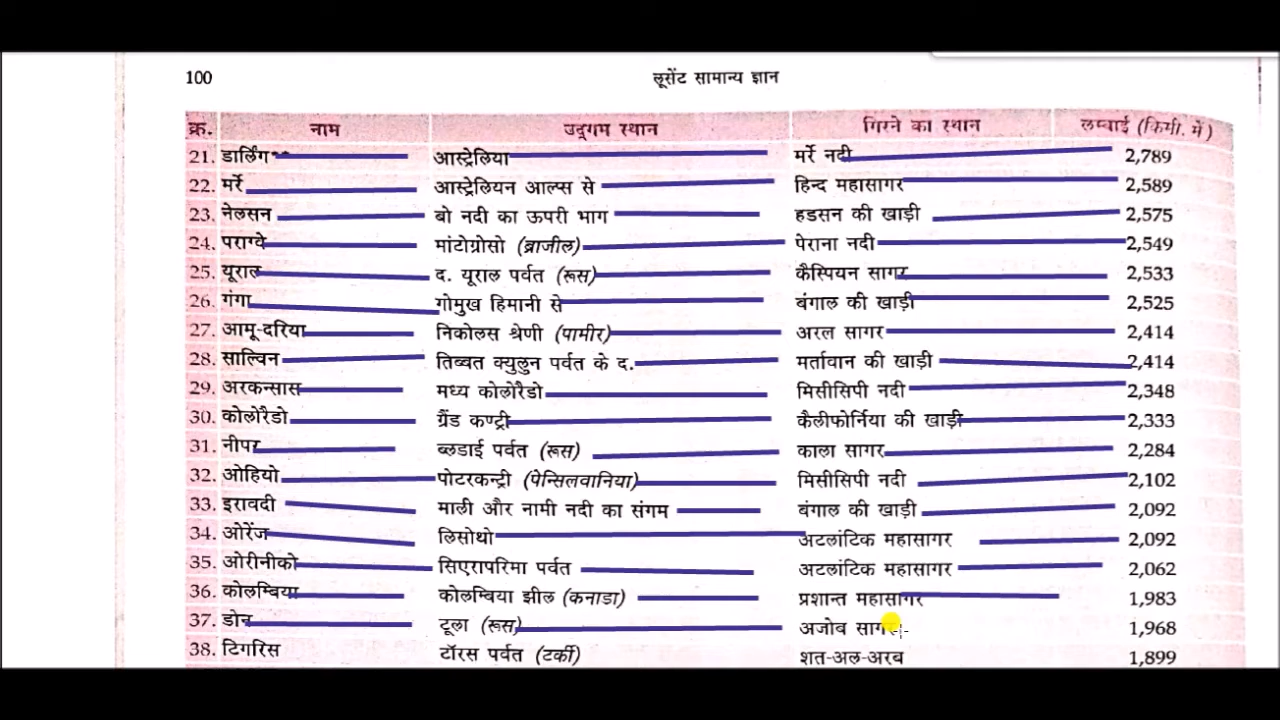 100 लूसेंट सामान्य ज्ञान
क्र. नाम उद्गम स्थान गिरने का स्थान लम्बाई (किमी. में)
21. डार्लिंग** आस्ट्रेलिया मर्रे नदी 2,789
22. मर्रे आस्ट्रेलियन आल्प्स से हिन्द महासागर 2,589
23. नेलसन बो नदी का ऊपरी भाग हडसन की खाड़ी 2,575
24. पराग्वे मांटोग्रोसो (ब्राजील) पेराना नदी 2,549
25. यूराल द. यूराल पर्वत (रूस) कैस्पियन सागर 2,533
26. गंगा गोमुख हिमानी से बंगाल की खाड़ी 2,525
27. आमू-दरिया निकोलस श्रेणी (पामीर) अरल सागर 2,414
28. साल्विन तिब्बत क्युलुन पर्वत के द. मर्तावान की खाड़ी 2,414
29. अरकन्सास मध्य कोलोरैडो मिसीसिपी नदी 2,348
30. कोलोरैडो ग्रैंड कण्ट्री कैलीफोर्निया की खाड़ी 2,333
31. नीपर ब्लडाई पर्वत (रूस) काला सागर 2,284
32. ओहियो पोटरकन्ट्री (पेन्सिलवानिया) मिसीसिपी नदी 2,102
33. इरावदी माली और नामी नदी का संगम बंगाल की खाड़ी 2,092
34. ओरेंज लिसोथो अटलांटिक महासागर 2,092
35. ओरीनीको सिएरापरिमा पर्वत अटलांटिक महासागर 2,062
36. कोलम्बिया कोलम्बिया झील (कनाडा) प्रशान्त महासागर 1,983
37. डोन टूला (रूस) अजोव सागर 1,968
38. टिगरिस टॉरस पर्वत (टर्की) शत-अल-अरब 1,899